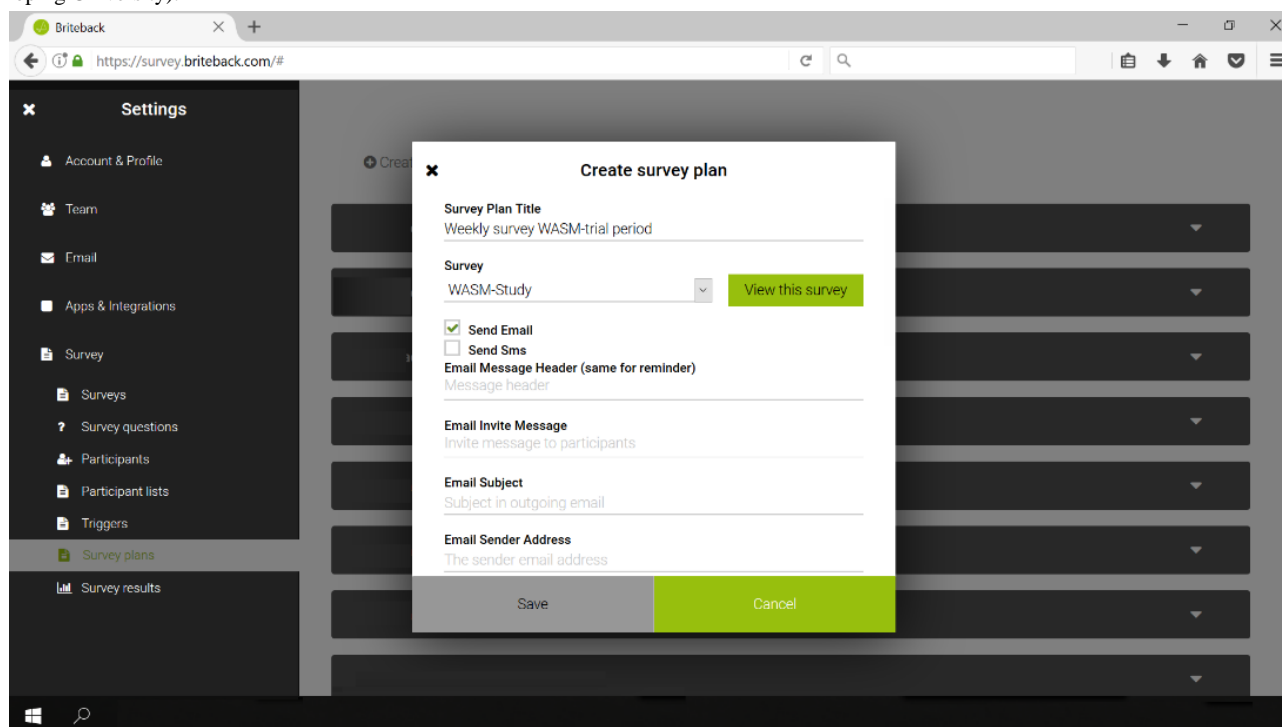 Briteback
https://survey.briteback.com/#
Settings
Account & Profile
Team
Email
Apps & Integrations
Survey
Surveys
? Survey questions
Participants
Participant lists
Triggers
Survey plans
Survey results
Create survey plan
Survey Plan Title
Weekly survey WASM-trial period
Survey
WASM-Study
View this survey
Send Email
Send Sms
Email Message Header (same for reminder)
Message header
Email Invite Message
Invite message to participants
Email Subject
Subject in outgoing email
Email Sender Address
The sender email address
Save
Cancel